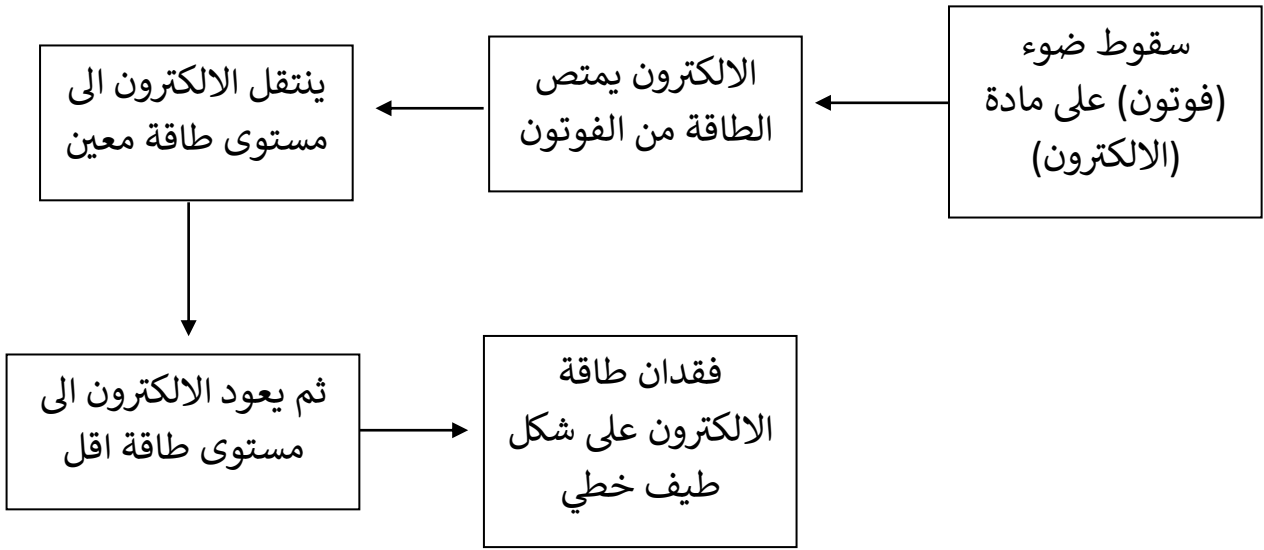 سقوط ضوء
(فوتون) على مادة
(الالكترون)
الالكترون يمتص
الطاقة من الفوتون
ينتقل الالكترون الى
مستوى طاقة معين
ثم يعود الالكترون الى
مستوى طاقة اقل
فقدان طاقة
الالكترون على شكل
طيف خطي